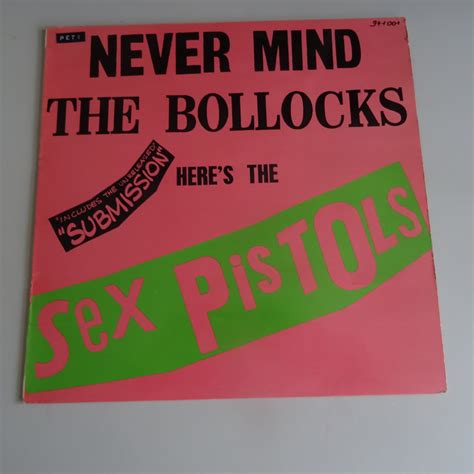 NEVER MIND
THE BOLLOCKS
"INCLUDES THE UNRELEASED
"SUBMISSION"
HERE'S THE
SEX PISTOLS